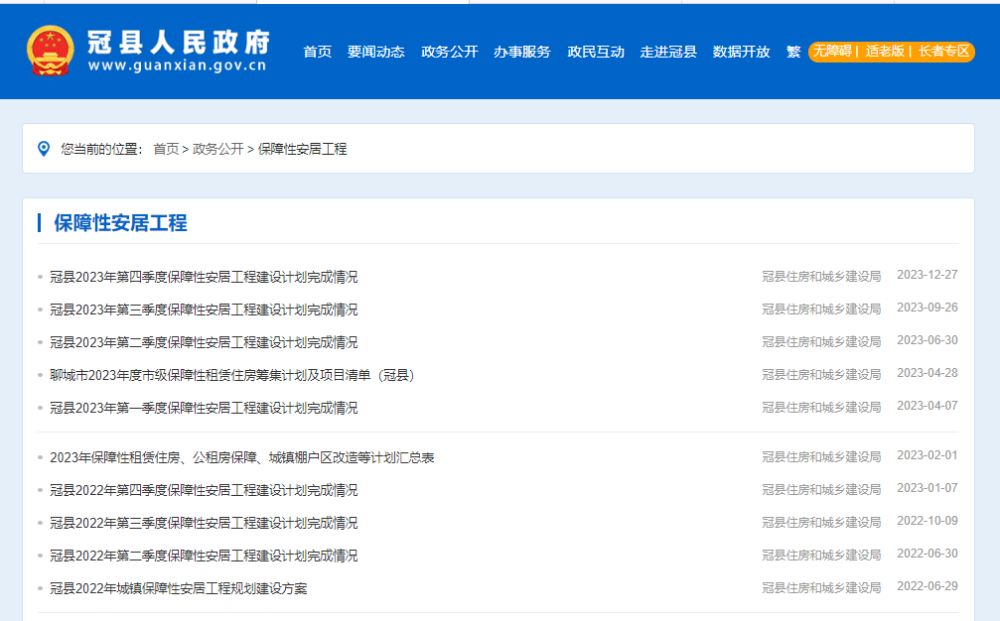 冠县人民政府
www.guanxian.gov.cn
首页 要闻动态 政务公开 办事服务 政民互动 走进冠县 数据开放 繁 无障碍 | 适老版 | 长者专区
您当前的位置： 首页 > 政务公开 > 保障性安居工程
保障性安居工程
冠县2023年第四季度保障性安居工程建设计划完成情况 冠县住房和城乡建设局 2023-12-27
冠县2023年第三季度保障性安居工程建设计划完成情况 冠县住房和城乡建设局 2023-09-26
冠县2023年第二季度保障性安居工程建设计划完成情况 冠县住房和城乡建设局 2023-06-30
聊城市2023年度市级保障性租赁住房筹集计划及项目清单（冠县） 冠县住房和城乡建设局 2023-04-28
冠县2023年第一季度保障性安居工程建设计划完成情况 冠县住房和城乡建设局 2023-04-07
2023年保障性租赁住房、公租房保障、城镇棚户区改造等计划汇总表 冠县住房和城乡建设局 2023-02-01
冠县2022年第四季度保障性安居工程建设计划完成情况 冠县住房和城乡建设局 2023-01-07
冠县2022年第三季度保障性安居工程建设计划完成情况 冠县住房和城乡建设局 2022-10-09
冠县2022年第二季度保障性安居工程建设计划完成情况 冠县住房和城乡建设局 2022-06-30
冠县2022年城镇保障性安居工程规划建设方案 冠县住房和城乡建设局 2022-06-29